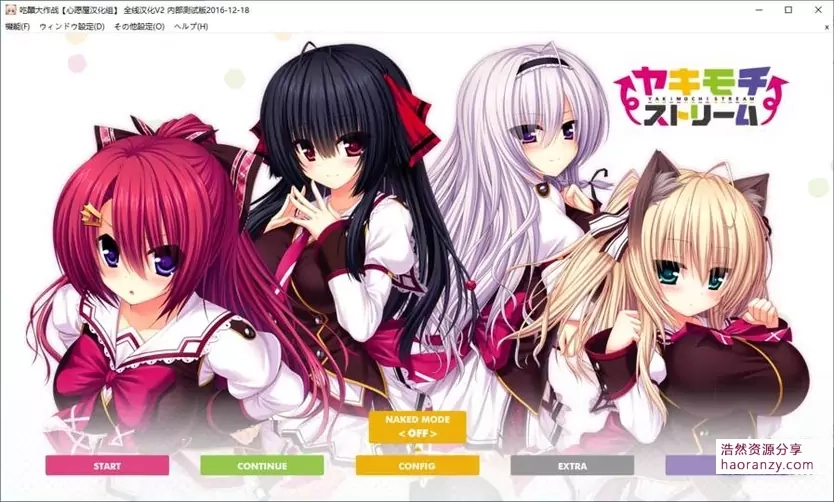 吃醋大作战【心愿屋汉化组】 全线汉化V2 内部测试版2016-12-18
機能(F) ウィンドウ設定(D) その他設定(O) ヘルプ(H)
ヤキモチ
YAKIMOCHI STREAM
ストリーム
NAKED MODE
< OFF >
START
CONTINUE
CONFIG
EXTRA
浩然资源分享
haoranzy.com